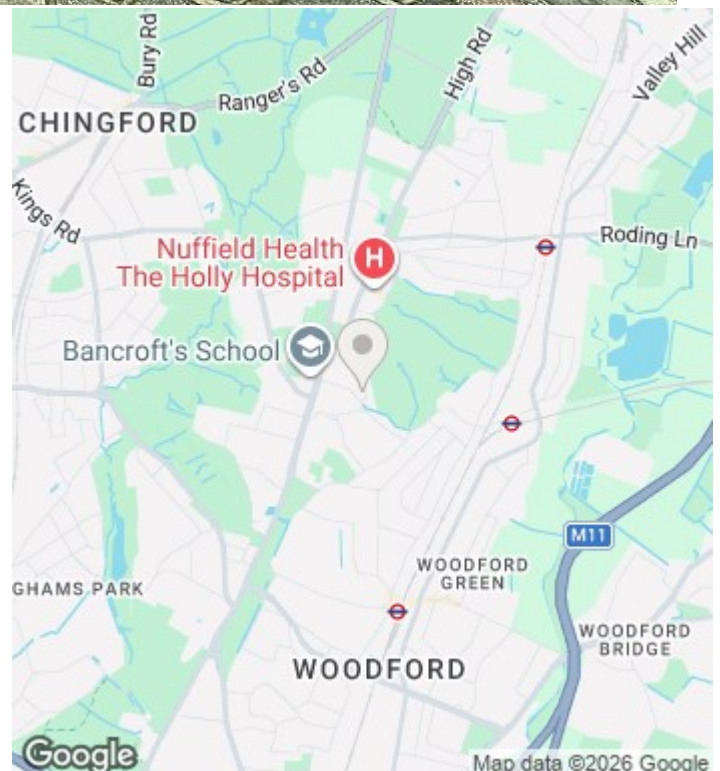 Bury Rd
Ranger's Rd
High Rd
Valley Hill
CHINGFORD
Kings Rd
Nuffield Health
The Holly Hospital
H
Roding Ln
Bancroft's School
M11
GHAMS PARK
WOODFORD
GREEN
WOODFORD
BRIDGE
WOODFORD
Google
Map data ©2026 Google